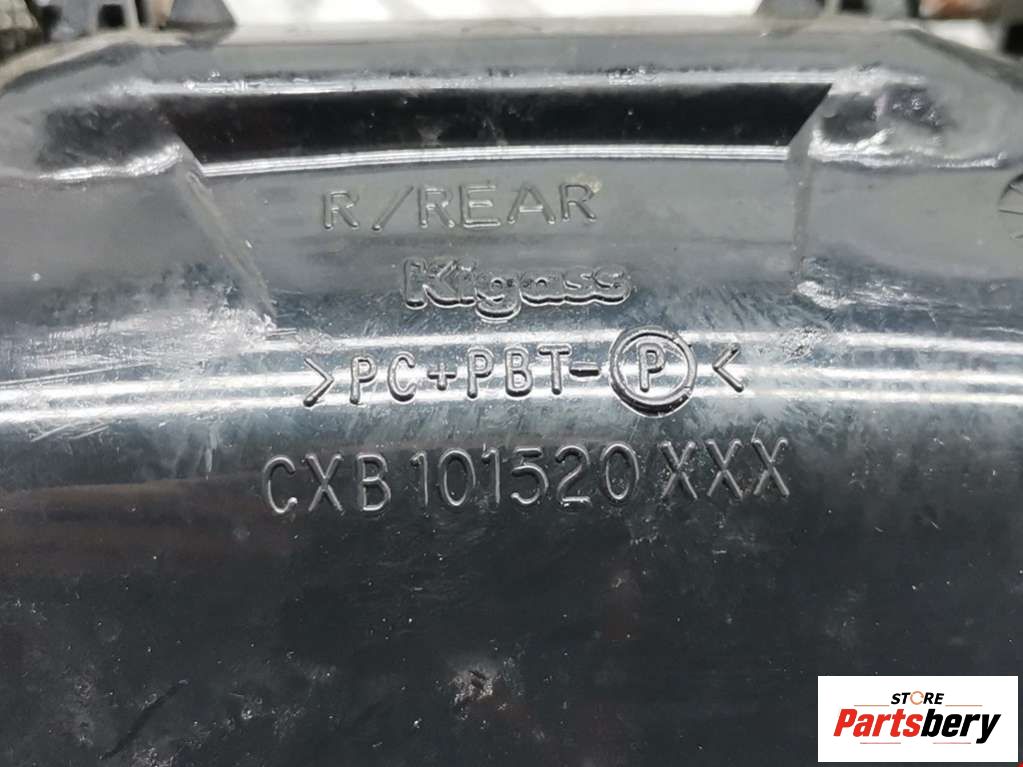 R/REAR
Kigass
>PC+PBT-P<
CXB 101520 XXX
STORE
Partsbery